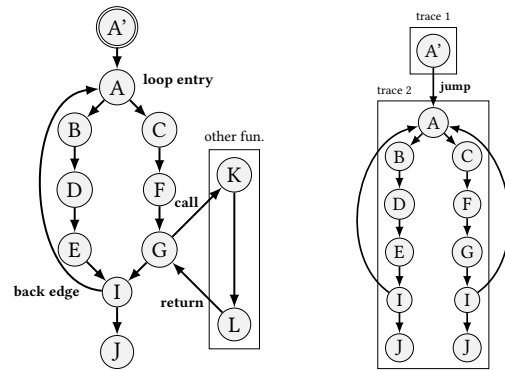 A'
A
loop entry
B
C
other fun.
K
D
F
call
E
G
back edge
I
return
L
J
trace 1
A'
jump
trace 2
A
B
C
D
F
E
G
I
I
J
J